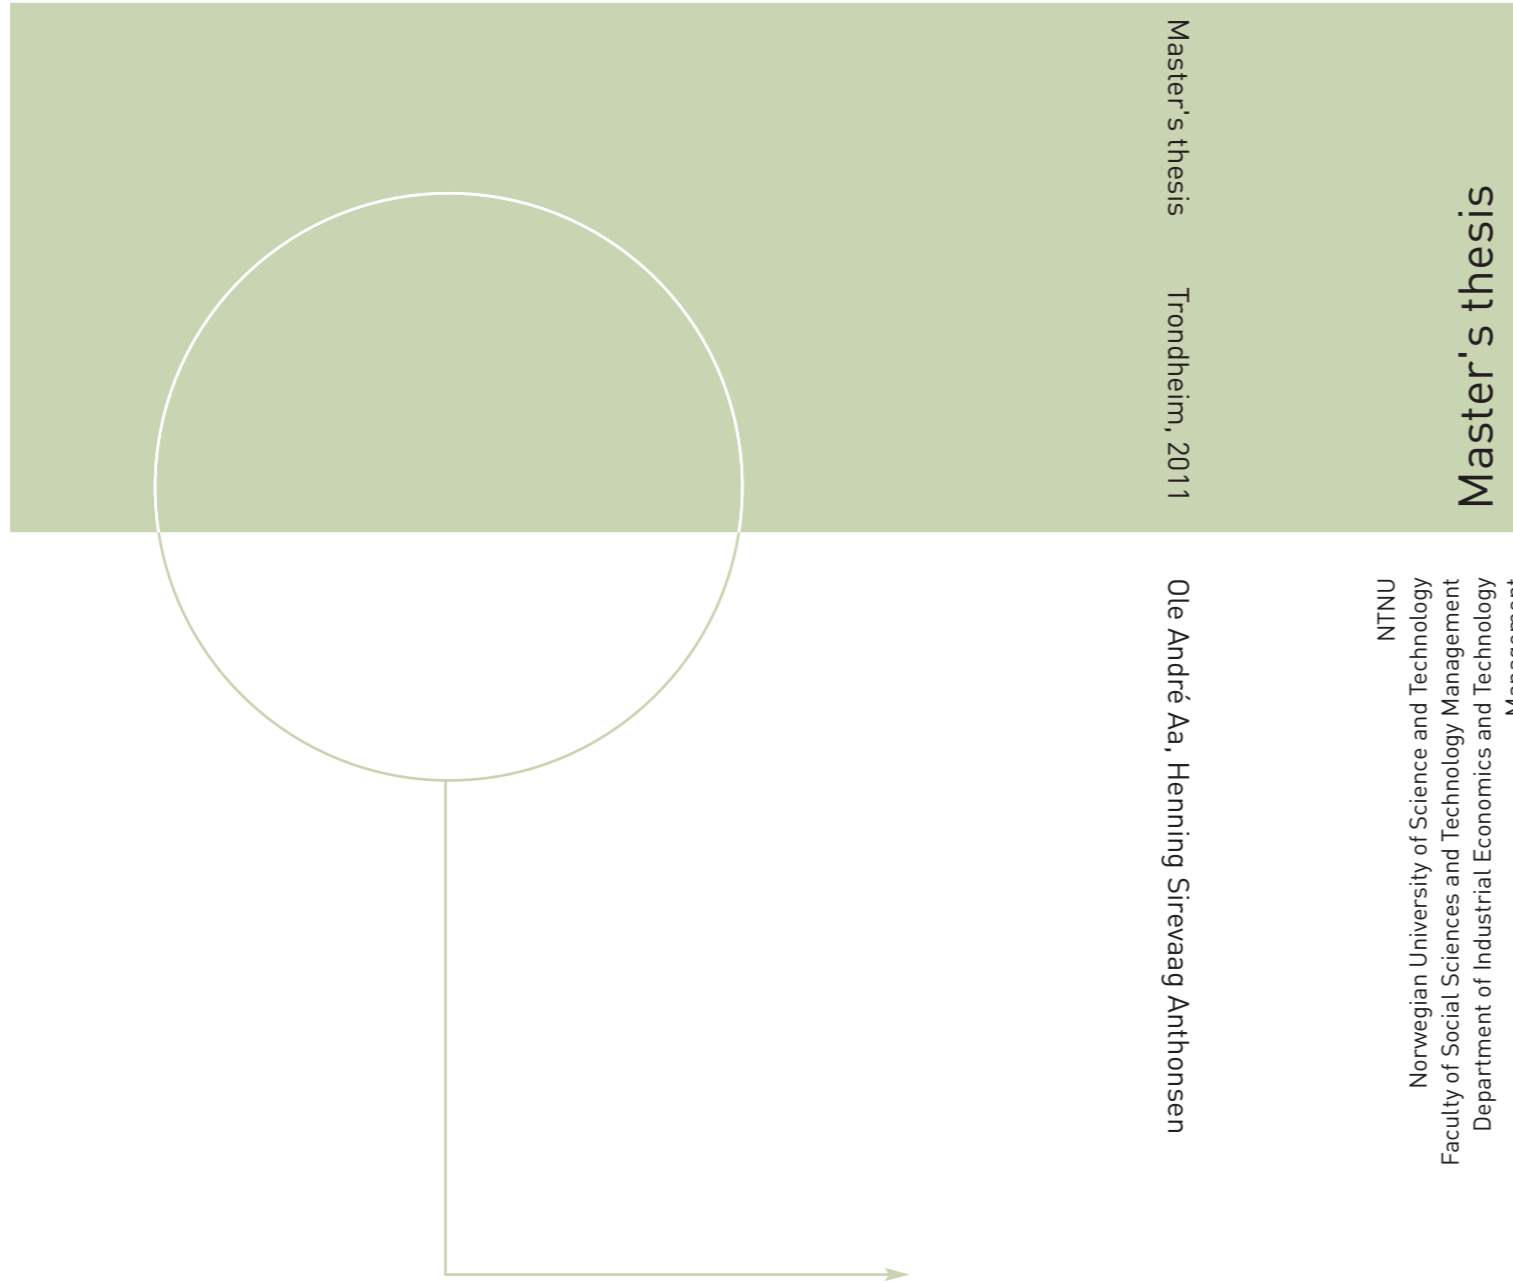 Master's thesis
Trondheim, 2011
Ole André Aa, Henning Sirevaag Anthonsen
Master's thesis
NTNU
Norwegian University of Science and Technology
Faculty of Social Sciences and Technology Management
Department of Industrial Economics and Technology
Management